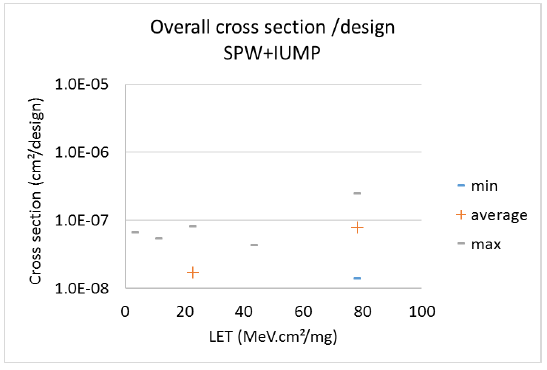 Overall cross section /design
SPW+IUMP
Cross section (cm²/design)
1.0E-05
1.0E-06
1.0E-07
1.0E-08
0 20 40 60 80 100
LET (MeV.cm²/mg)
min
average
max